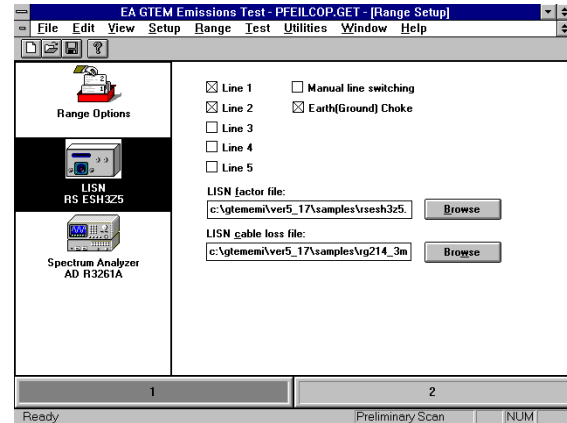 EA GTEM Emissions Test - PFEILCOP.GET - [Range Setup]
File Edit View Setup Range Test Utilities Window Help
Range Options
LISN
RS ESH3Z5
Spectrum Analyzer
AD R3261A
Line 1
Manual line switching
Line 2
Earth(Ground) Choke
Line 3
Line 4
Line 5
LISN factor file:
c:\gtememi\ver5_17\samples\rsesh3z5.
Browse
LISN cable loss file:
c:\gtememi\ver5_17\samples\rg214_3m
Browse
1
2
Ready
Preliminary Scan
NUM